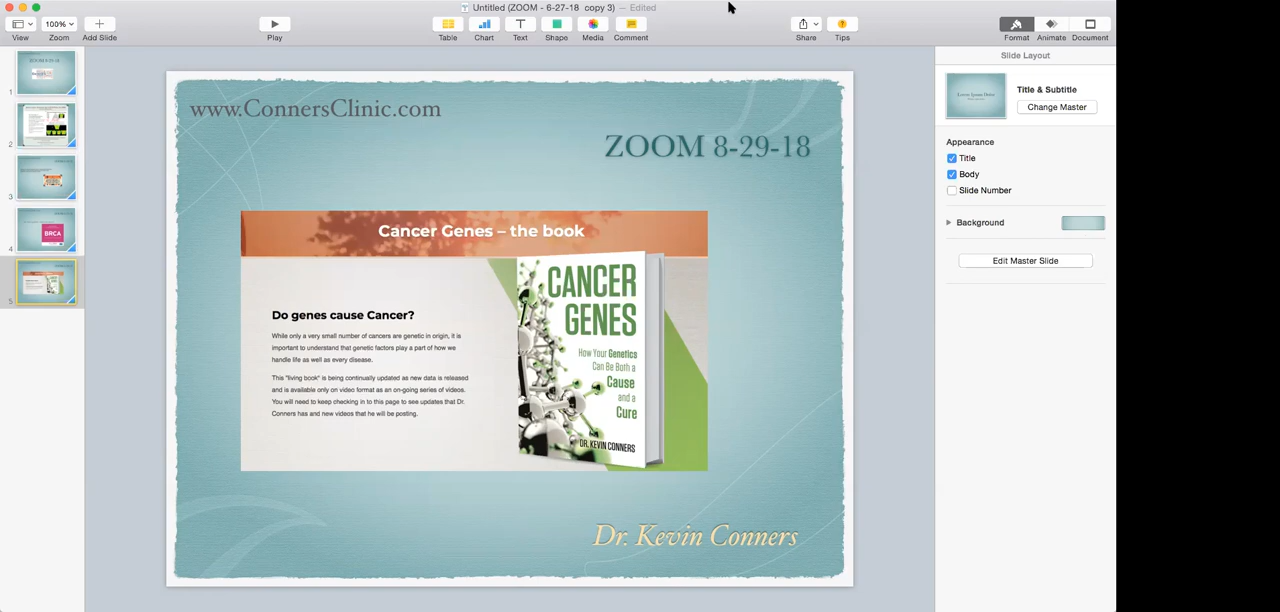 Untitled (ZOOM - 6-27-18 copy 3) — Edited
100%
View
Zoom
Add Slide
Play
Table
Chart
Text
Shape
Media
Comment
Share
Tips
Format
Animate
Document
1
2
3
4
BRCA
5
www.ConnersClinic.com
ZOOM 8-29-18
Cancer Genes – the book
Do genes cause Cancer?
While only a very small number of cancers are genetic in origin, it is
important to understand that genetic factors play a part of how we
handle life as well as every disease.
This "living book" is being continually updated as new data is released
and is available only on video format as an on-going series of videos.
You will need to keep checking in to this page to see updates that Dr.
Conners has and new videos that he will be posting.
CANCER
GENES
How Your Genetics
Can Be Both a
Cause
and a
Cure
DR. KEVIN CONNERS
Dr. Kevin Conners
Slide Layout
Title & Subtitle
Change Master
Appearance
Title
Body
Slide Number
Background
Edit Master Slide